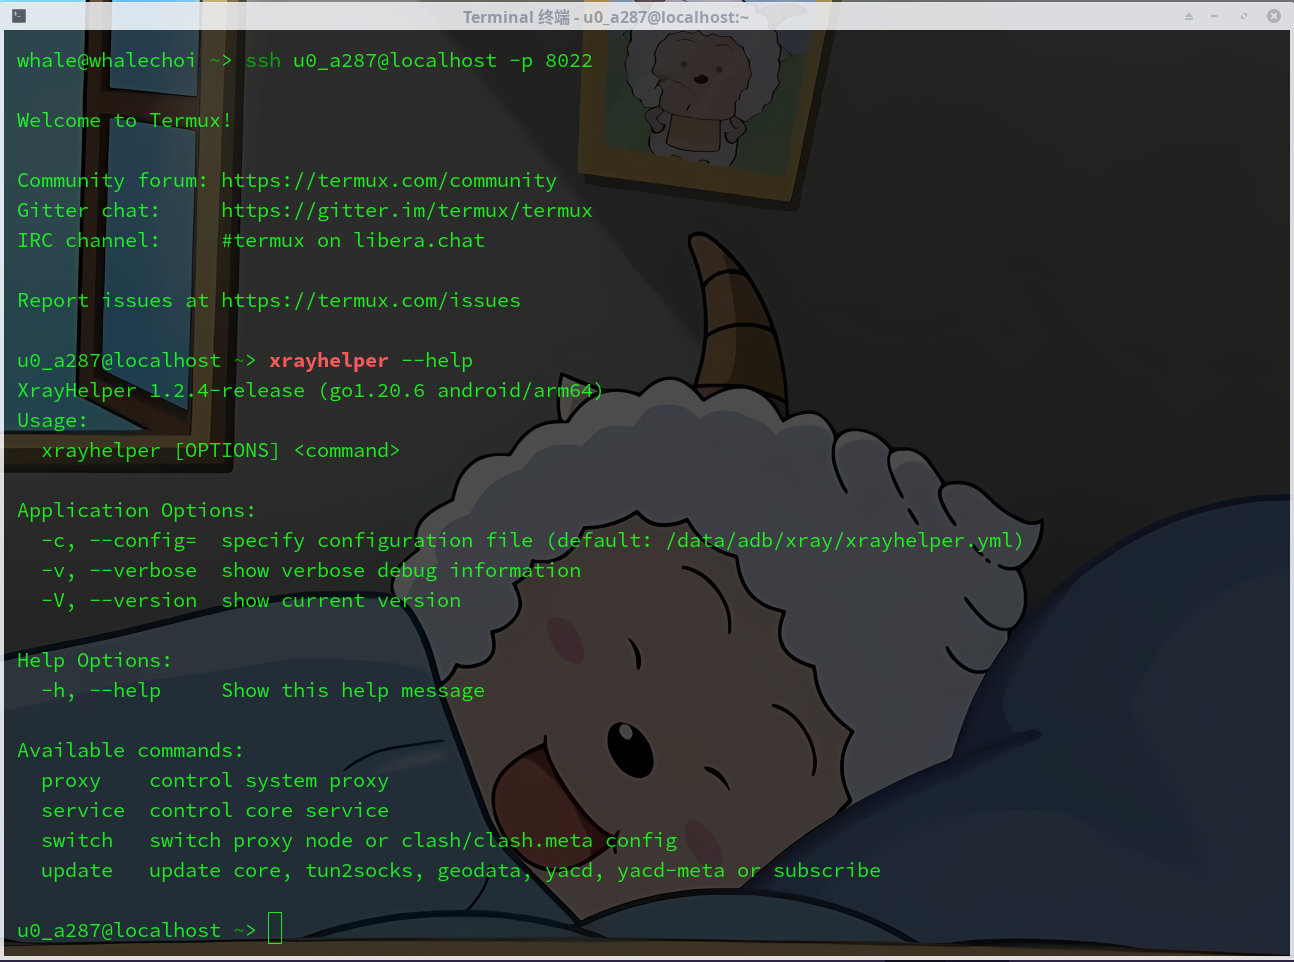 Terminal 终端 - u0_a287@localhost:~
whale@whalechoi ~> ssh u0_a287@localhost -p 8022
Welcome to Termux!
Community forum: https://termux.com/community
Gitter chat:     https://gitter.im/termux/termux
IRC channel:     #termux on libera.chat
Report issues at https://termux.com/issues
u0_a287@localhost ~> xrayhelper --help
XrayHelper 1.2.4-release (go1.20.6 android/arm64)
Usage:
  xrayhelper [OPTIONS] <command>
Application Options:
  -c, --config=  specify configuration file (default: /data/adb/xray/xrayhelper.yml)
  -v, --verbose  show verbose debug information
  -V, --version  show current version
Help Options:
  -h, --help     Show this help message
Available commands:
  proxy    control system proxy
  service  control core service
  switch   switch proxy node or clash/clash.meta config
  update   update core, tun2socks, geodata, yacd, yacd-meta or subscribe
u0_a287@localhost ~>